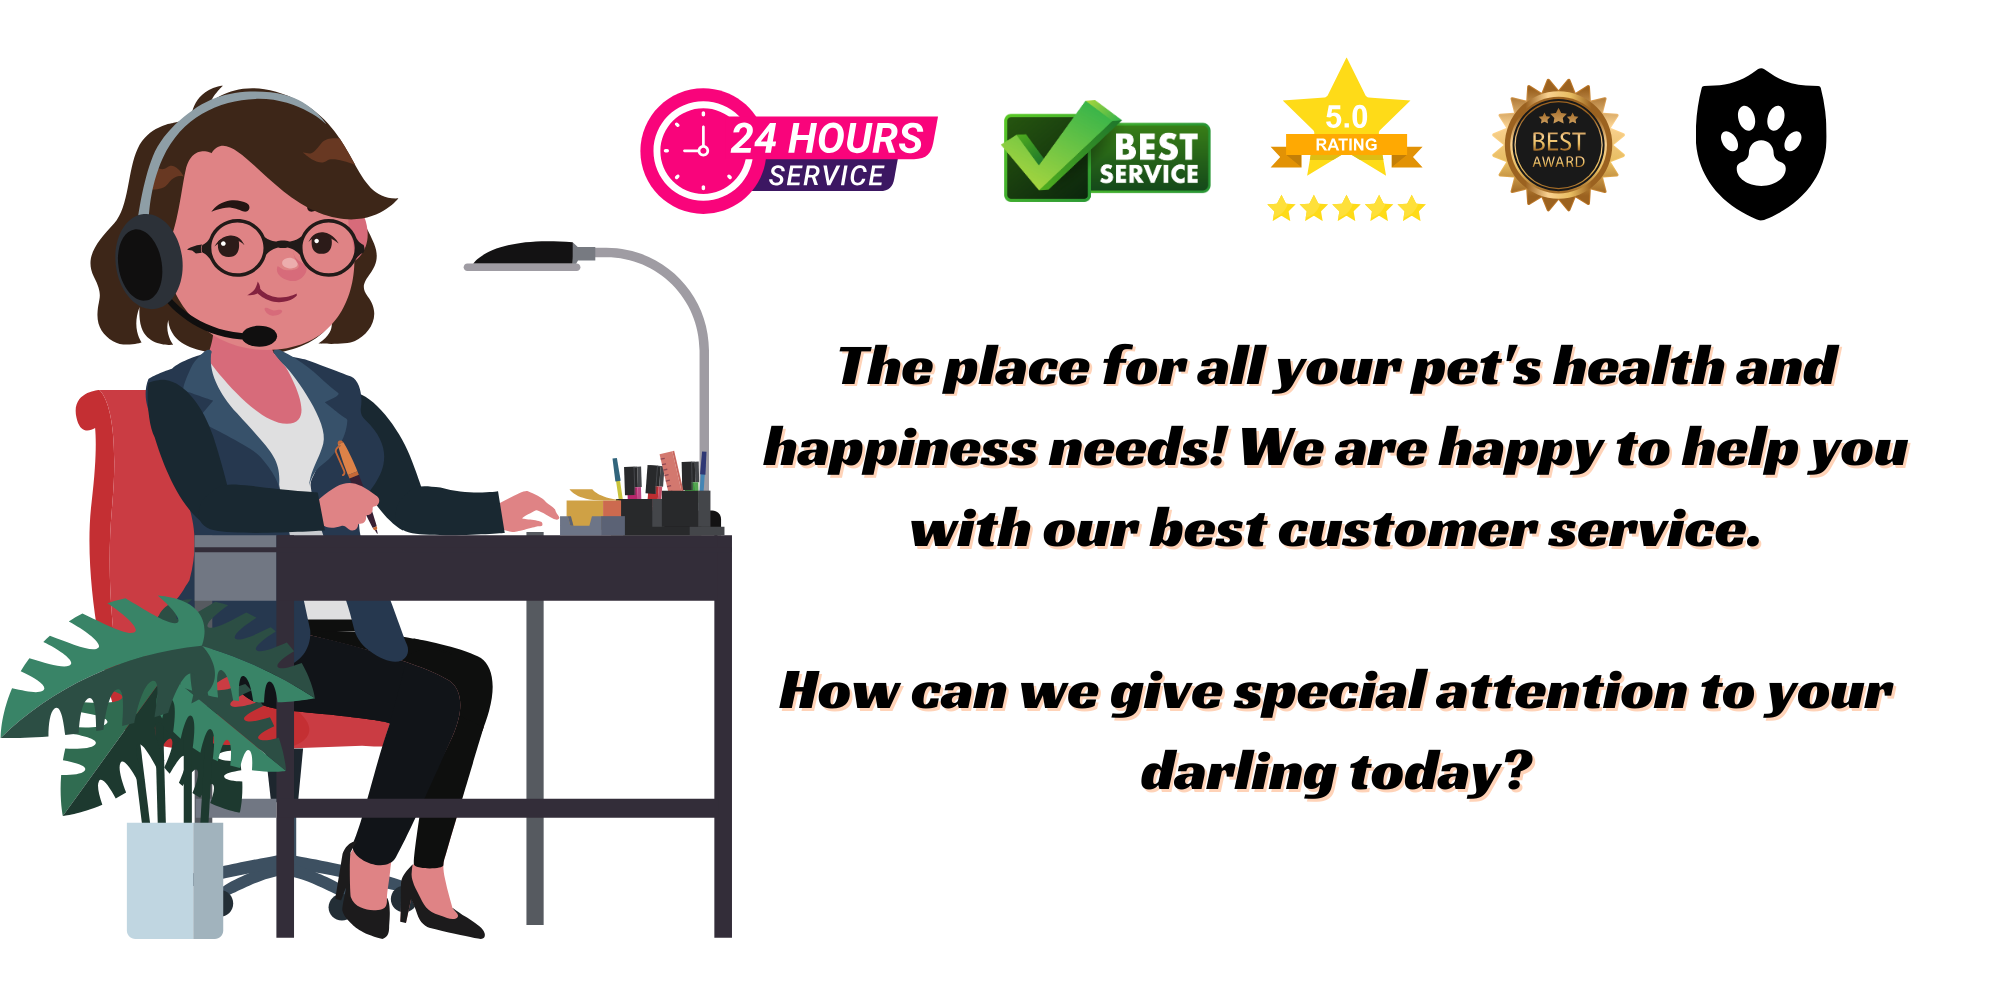 24 HOURS
SERVICE
BEST
SERVICE
5.0
RATING
BEST
AWARD
The place for all your pet's health and
happiness needs! We are happy to help you
with our best customer service.
How can we give special attention to your
darling today?